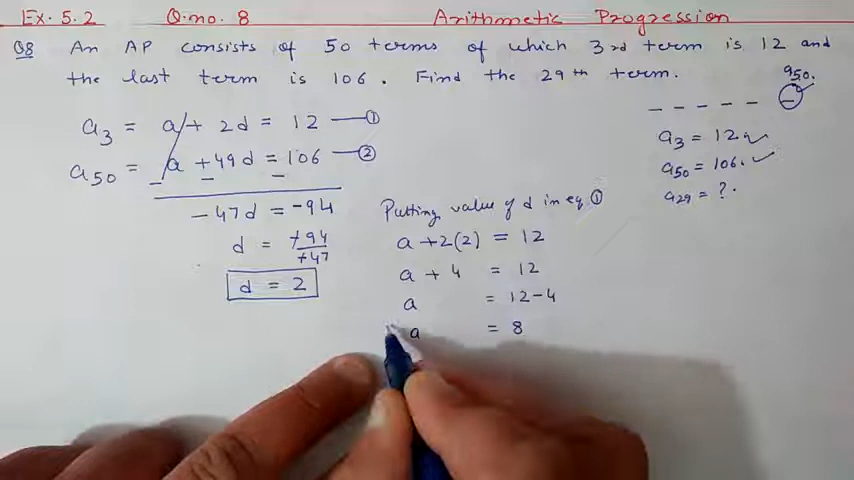 Ex. 5.2 Q.no. 8 Arithmetic Progression
Q8 An AP consists of 50 terms of which 3rd term is 12 and
the last term is 106. Find the 29th term.
a50.
_ _ _ _ _ _
a3 = a + 2d = 12 — ①
a50 = a + 49d = 106 — ②
_ _ _
a3 = 12
a50 = 106.
a29 = ?.
-47d = -94
d = +94/+47
d = 2
Putting value of d in eq ①
a + 2(2) = 12
a + 4 = 12
a = 12-4
a = 8